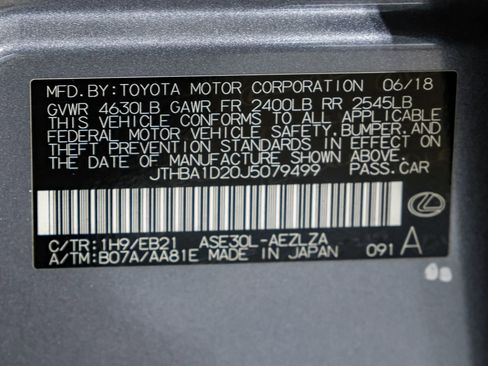 MFD.BY:TOYOTA MOTOR CORPORATION 06/18
GVWR 4630LB GAWR FR 2400LB RR 2545LB
THIS VEHICLE CONFORMS TO ALL APPLICABLE
FEDERAL MOTOR VEHICLE SAFETY, BUMPER, AND
THEFT PREVENTION STANDARDS IN EFFECT ON
THE DATE OF MANUFACTURE SHOWN ABOVE.
JTHBA1D20J5079499 PASS.CAR
C/TR:1H9/EB21 ASE30L-AEZLZA
A/TM:B07A/AA81E MADE IN JAPAN 091 A